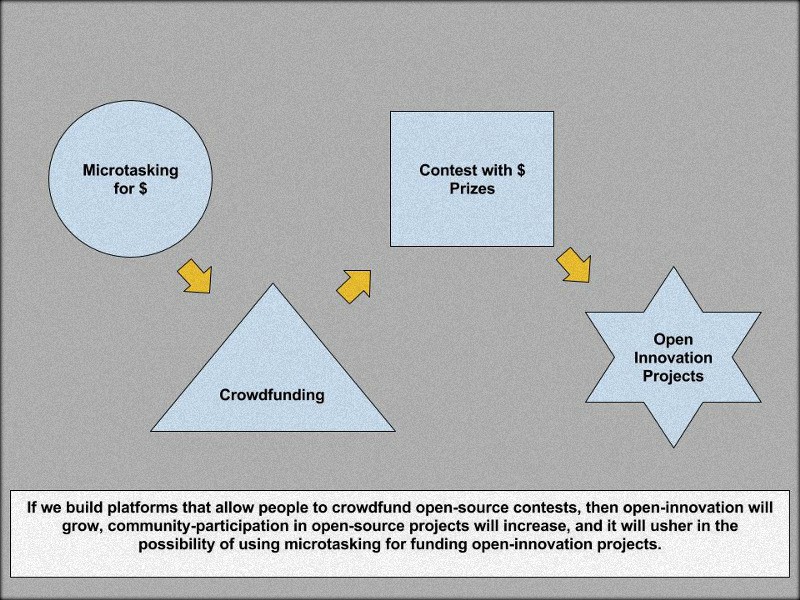 Microtasking
for $
Crowdfunding
Contest with $
Prizes
Open
Innovation
Projects
If we build platforms that allow people to crowdfund open-source contests, then open-innovation will
grow, community-participation in open-source projects will increase, and it will usher in the
possibility of using microtasking for funding open-innovation projects.